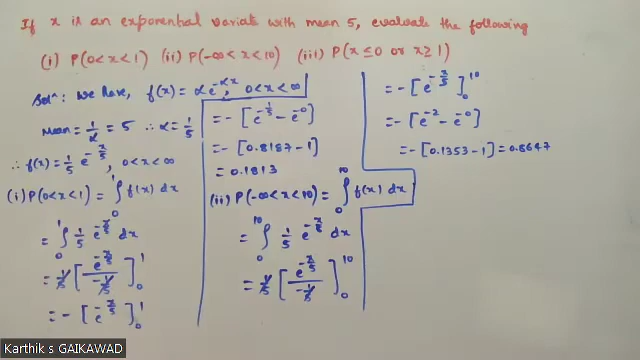 If x is an exponential variate with mean 5, evaluate the following
(i) P(0<x<1) (ii) P(-∞<x<10) (iii) P(x≤0 or x≥1)
Solⁿ: We have, f(x) = αe^{-αx}, 0<x<∞
mean = 1/α = 5 ∴ α = 1/5
∴ f(x) = 1/5 e^{-x/5}, 0<x<∞
(i) P(0<x<1) = ∫₀¹ f(x) dx
= ∫₀¹ 1/5 e^{-x/5} dx
= 1/5 [e^{-x/5} / -1/5]₀¹
= -[e^{-x/5}]₀¹
= -[e^{-1/5} - e^{-0}]
= -[0.8187-1]
= 0.1813
(ii) P(-∞<x<10) = ∫₀¹⁰ f(x) dx
= ∫₀¹⁰ 1/5 e^{-x/5} dx
= 1/5 [e^{-x/5} / -1/5]₀¹⁰
= -[e^{-x/5}]₀¹⁰
= -[e^{-2} - e^{-0}]
= -[0.1353-1] = 0.8647
Karthik s GAIKAWAD